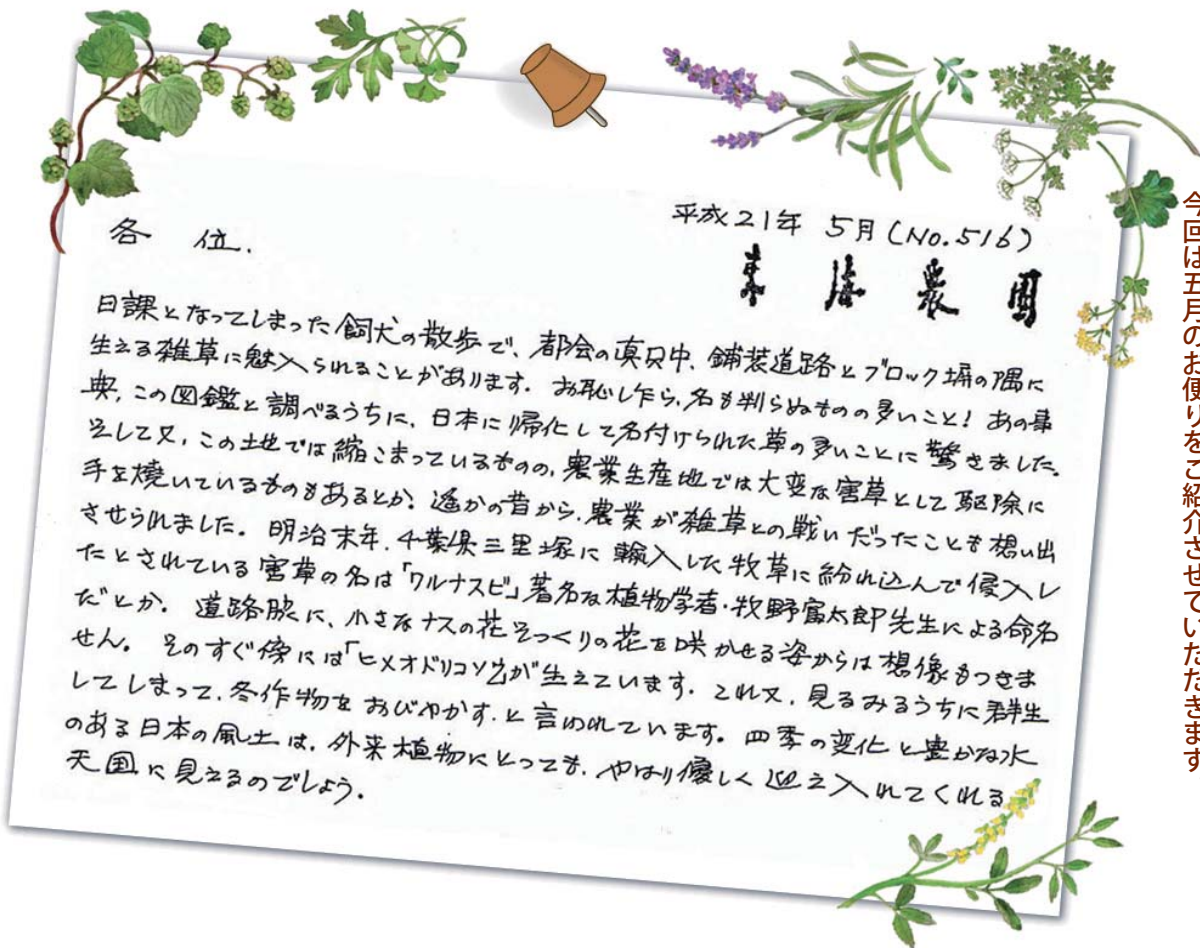 平成21年 5月(No.516)
各 位.
農園
日課となってしまった飼犬の散歩で、都会の真只中、舗装道路とブロック塀の隅に
生える雑草に魅入られることがあります. お恥し乍ら、名も判らぬものの多いこと! あの事
典、この図鑑と調べるうちに、日本に帰化して名付けられた草の多いことに驚きました。
そして又、この土地では縮こまっているものの、農業生産地では大変な害草として駆除に
手を焼いているものもあるとか。遥かの昔から、農業が雑草との戦いだったことも想い出
させられました。 明治末年、千葉県三里塚に輸入した牧草に紛れ込んで侵入し
たとされている害草の名は「ワルナスビ」著名な植物学者・牧野富太郎先生による命名
だとか。 道路脇に、小さなナスの花そっくりの花を咲かせる姿からは想像もつきま
せん。 そのすぐ傍には「ヒメオドリコソウ」が生えています. これ又、見るみるうちに群生
してしまって、冬作物をおびやかす、と言われています。 四季の変化と豊かな水
のある日本の風土は、外来植物にとっても、やはり優しく迎え入れてくれる
天国に見えるのでしょう.
今回は五月のお便りをご紹介させていただきます